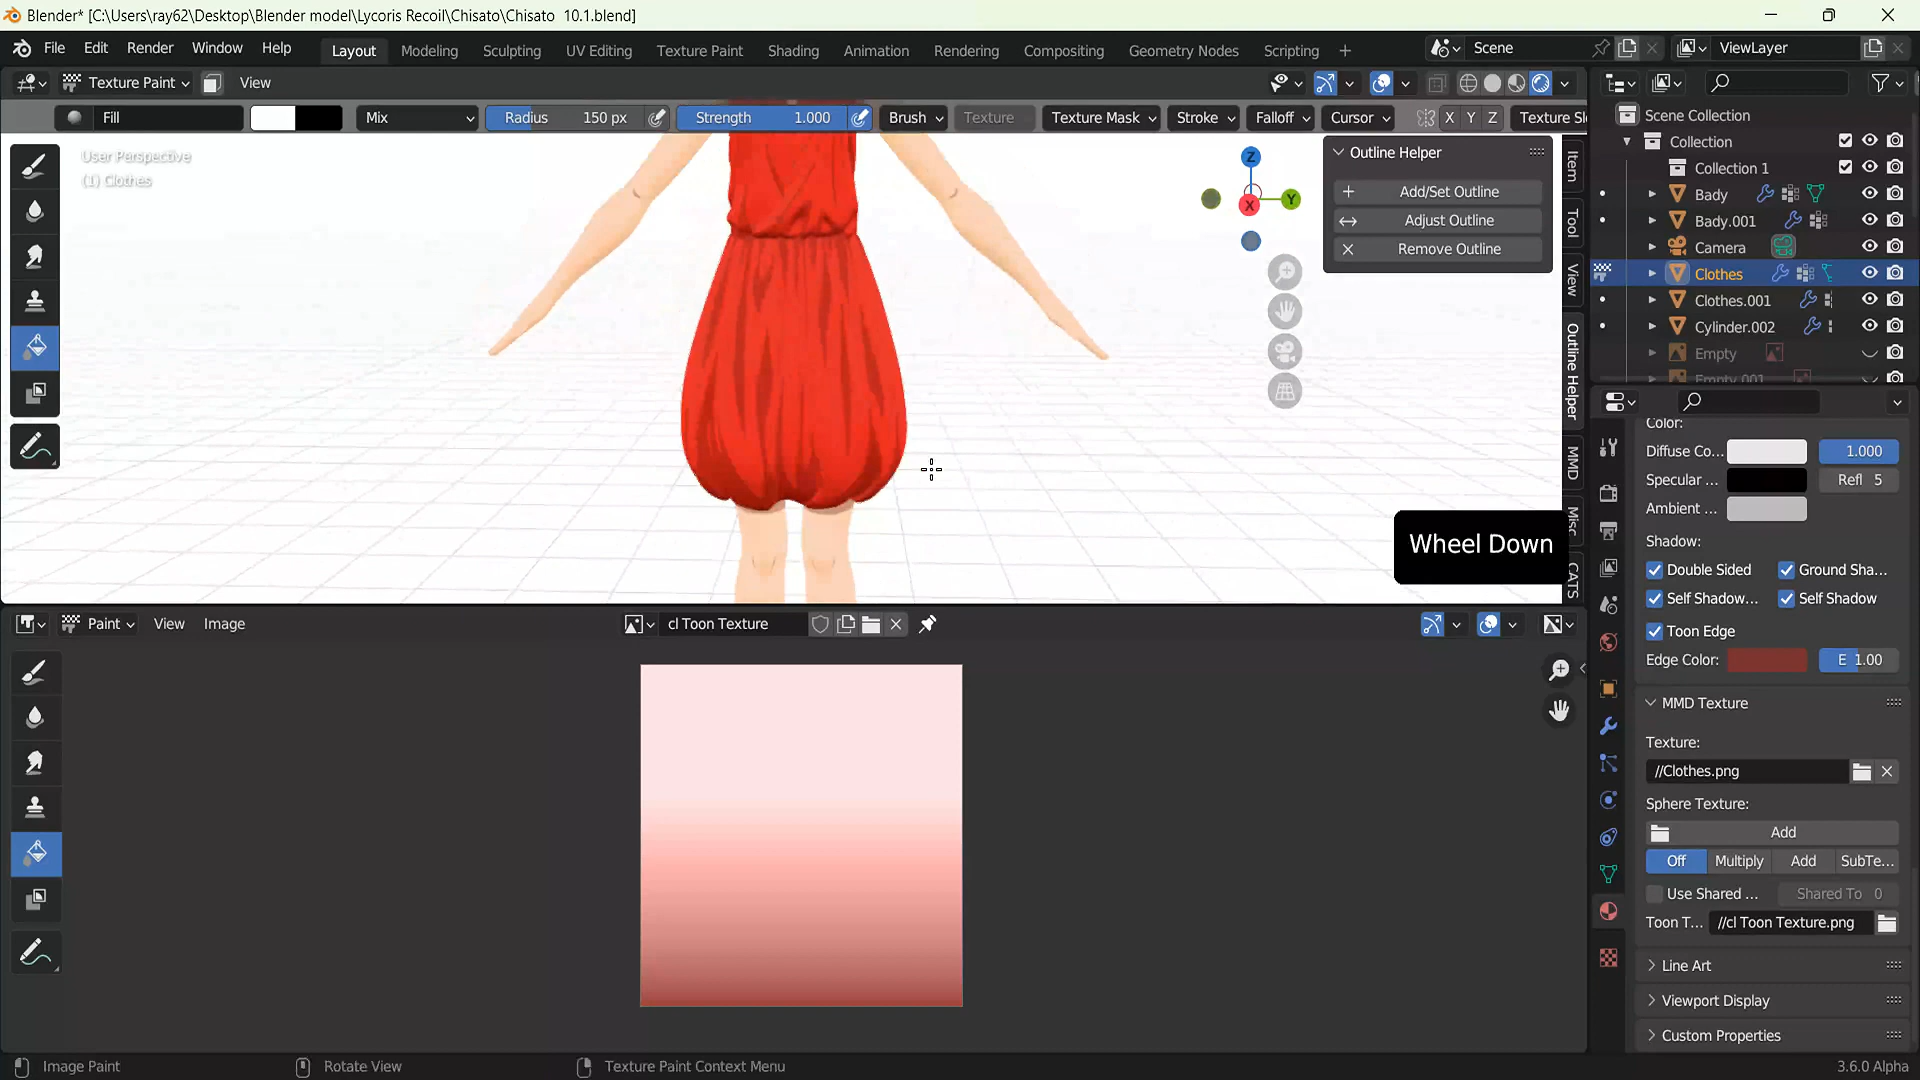 Blender* [C:\Users\ray62\Desktop\Blender model\Lycoris Recoil\Chisato\Chisato 10.1.blend]
File Edit Render Window Help
Layout Modeling Sculpting UV Editing Texture Paint Shading Animation Rendering Compositing Geometry Nodes Scripting +
Scene
ViewLayer
Texture Paint View
Fill Mix Radius 150 px Strength 1.000 Brush Texture Texture Mask Stroke Falloff Cursor X Y Z Texture Sl
User Perspective
(1) Clothes
Z
Y
X
Outline Helper
Add/Set Outline
Adjust Outline
Remove Outline
Item
Tool
View
Outline Helper
MMD
Misc
CATS
Wheel Down
Scene Collection
Collection
Collection 1
Bady
Bady.001
Camera
Clothes
Clothes.001
Cylinder.002
Empty
Empty.001
Color:
Diffuse Co... 1.000
Specular ... Refl 5
Ambient ...
Shadow:
Double Sided Ground Sha...
Self Shadow... Self Shadow
Toon Edge
Edge Color: E 1.00
MMD Texture
Texture:
//Clothes.png
Sphere Texture:
Add
Off Multiply Add SubTe...
Use Shared ... Shared To 0
Toon T... //cl Toon Texture.png
Line Art
Viewport Display
Custom Properties
Paint View Image
cl Toon Texture
Image Paint
Rotate View
Texture Paint Context Menu
3.6.0 Alpha